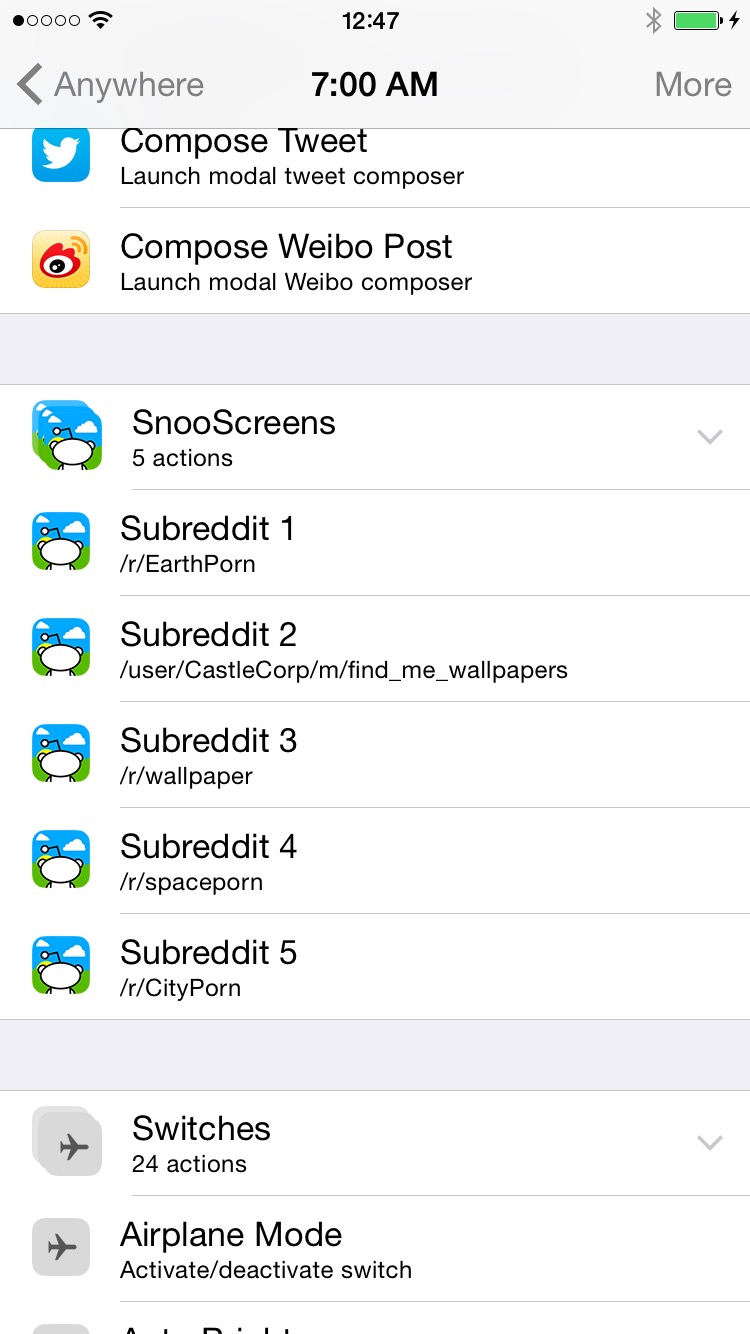 12:47
Anywhere
7:00 AM
More
Compose Tweet
Launch modal tweet composer
Compose Weibo Post
Launch modal Weibo composer
SnooScreens
5 actions
Subreddit 1
/r/EarthPorn
Subreddit 2
/user/CastleCorp/m/find_me_wallpapers
Subreddit 3
/r/wallpaper
Subreddit 4
/r/spaceporn
Subreddit 5
/r/CityPorn
Switches
24 actions
Airplane Mode
Activate/deactivate switch